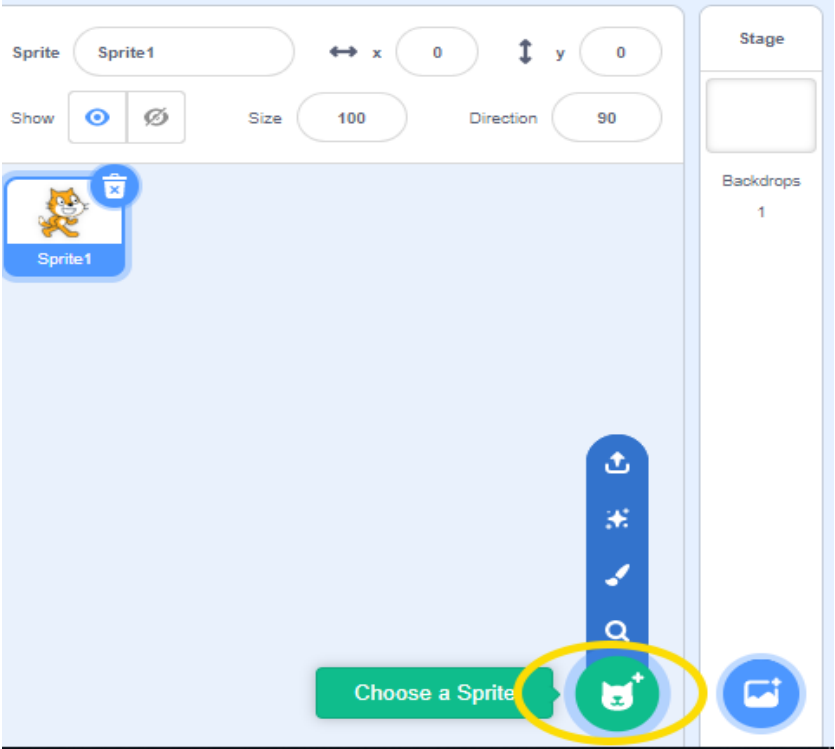 Sprite Sprite1 x 0 y 0
Show Size 100 Direction 90
Sprite1
Choose a Sprite
Stage
Backdrops
1